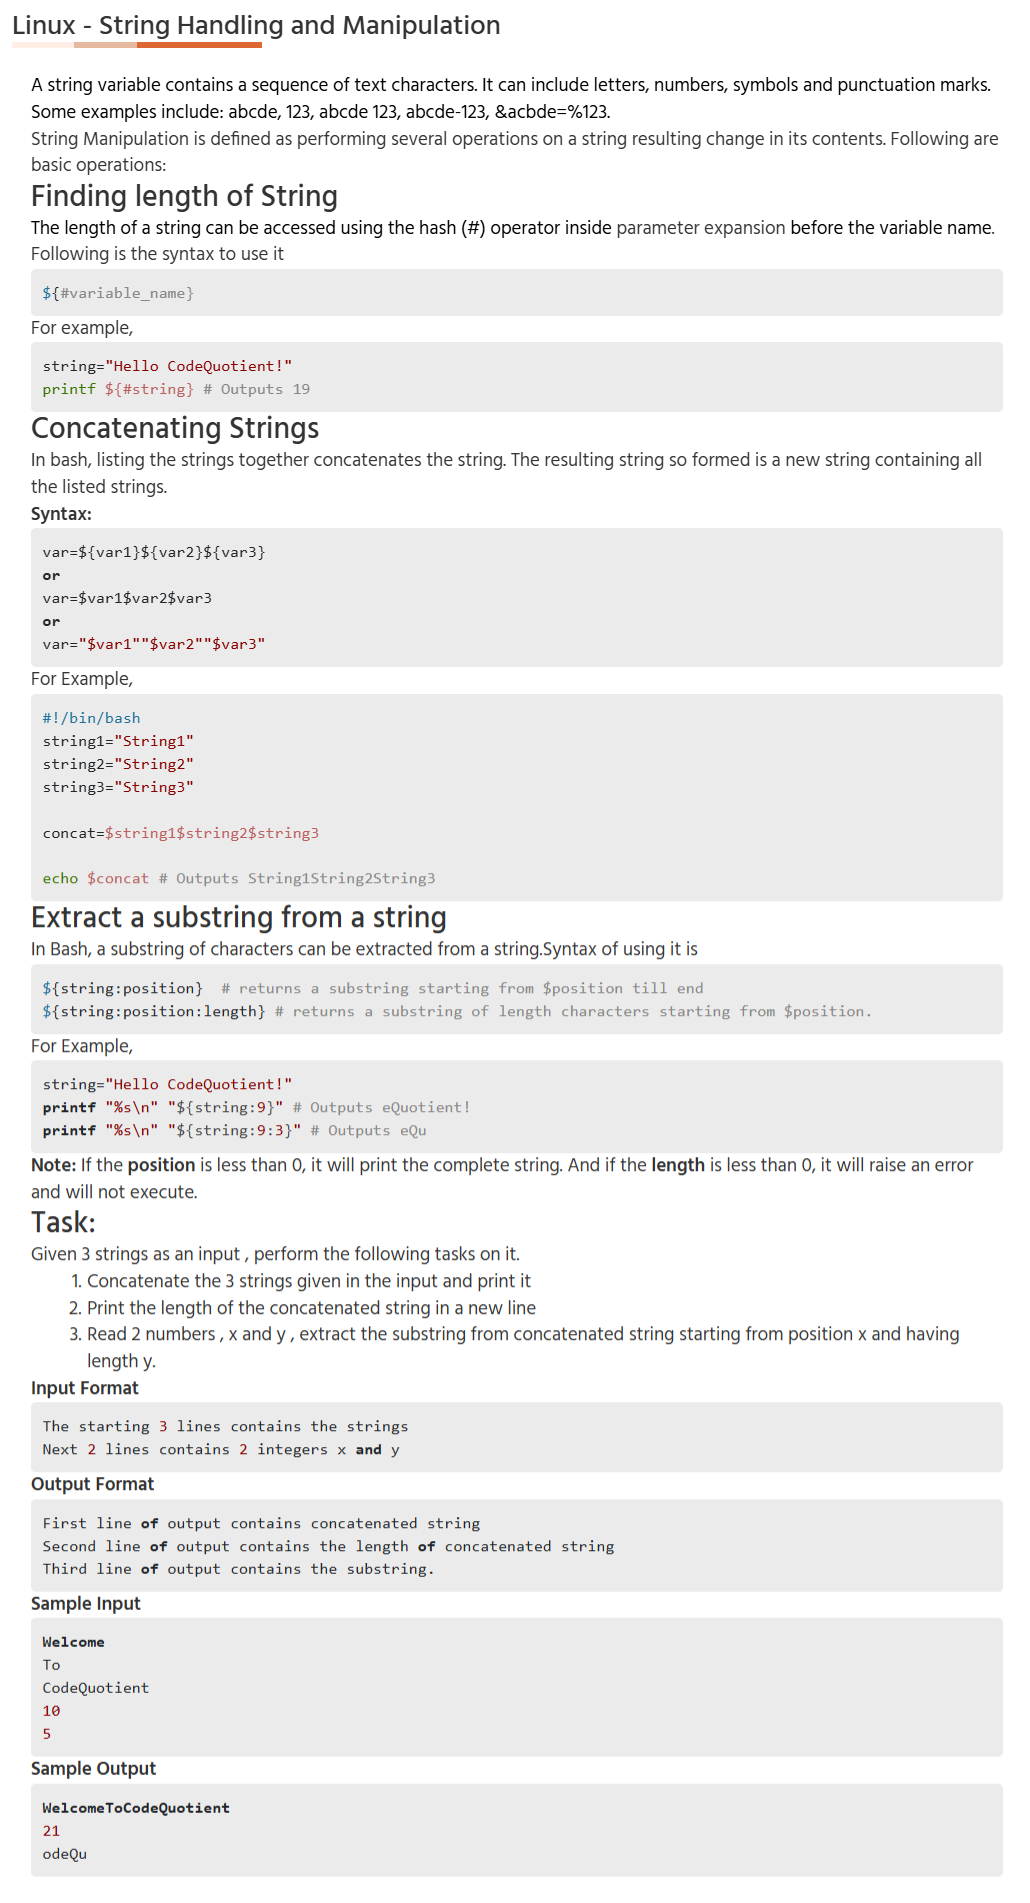 Linux - String Handling and Manipulation
A string variable contains a sequence of text characters. It can include letters, numbers, symbols and punctuation marks.
Some examples include: abcde, 123, abcde 123, abcde-123, &acbde=%123.
String Manipulation is defined as performing several operations on a string resulting change in its contents. Following are
basic operations:
Finding length of String
The length of a string can be accessed using the hash (#) operator inside parameter expansion before the variable name.
Following is the syntax to use it
${#variable_name}
For example,
string="Hello CodeQuotient!"
printf ${#string} # Outputs 19
Concatenating Strings
In bash, listing the strings together concatenates the string. The resulting string so formed is a new string containing all
the listed strings.
Syntax:
var=${var1}${var2}${var3}
or
var=$var1$var2$var3
or
var="$var1""$var2""$var3"
For Example,
#!/bin/bash
string1="String1"
string2="String2"
string3="String3"
concat=$string1$string2$string3
echo $concat # Outputs String1String2String3
Extract a substring from a string
In Bash, a substring of characters can be extracted from a string.Syntax of using it is
${string:position}  # returns a substring starting from $position till end
${string:position:length} # returns a substring of length characters starting from $position.
For Example,
string="Hello CodeQuotient!"
printf "%s\n" "${string:9}" # Outputs eQuotient!
printf "%s\n" "${string:9:3}" # Outputs eQu
Note: If the position is less than 0, it will print the complete string. And if the length is less than 0, it will raise an error
and will not execute.
Task:
Given 3 strings as an input , perform the following tasks on it.
1. Concatenate the 3 strings given in the input and print it
2. Print the length of the concatenated string in a new line
3. Read 2 numbers , x and y , extract the substring from concatenated string starting from position x and having
length y.
Input Format
The starting 3 lines contains the strings
Next 2 lines contains 2 integers x and y
Output Format
First line of output contains concatenated string
Second line of output contains the length of concatenated string
Third line of output contains the substring.
Sample Input
Welcome
To
CodeQuotient
10
5
Sample Output
WelcomeToCodeQuotient
21
odeQu